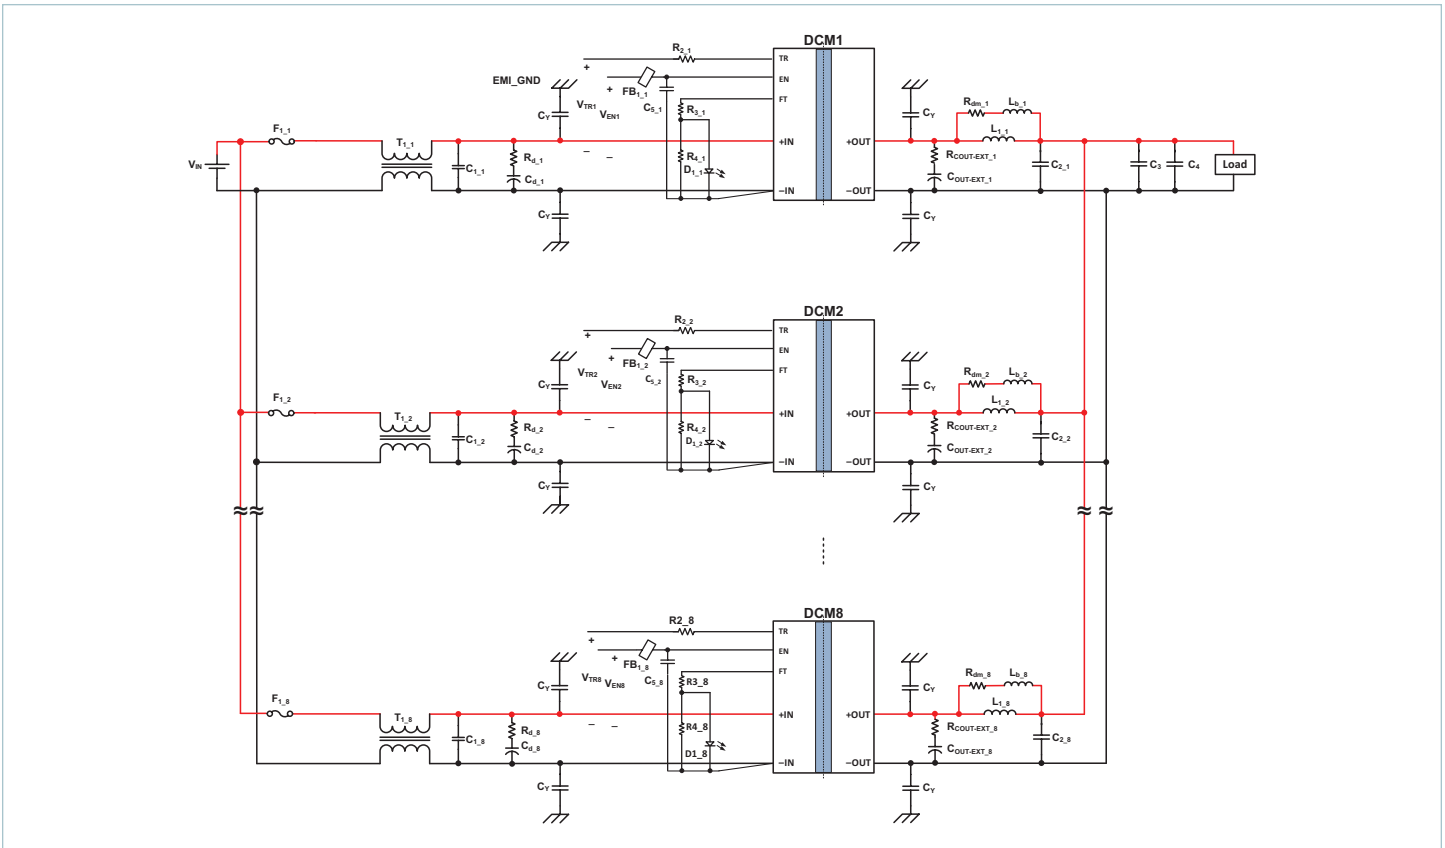 DCM1
R2_1
TR
+
EMI_GND
EN
+
FB1_1
C5_1
FT
VTR1
VEN1
R3_1
CY
CY
Rdm_1
Lb_1
F1_1
T1_1
L1_1
+IN
+OUT
VIN
C1_1
Rd_1
Cd_1
–
–
R4_1
D1_1
RCOUT-EXT_1
COUT-EXT_1
C2_1
C3
C4
Load
–IN
–OUT
CY
CY
DCM2
R2_2
TR
+
EN
+
FB1_2
C5_2
FT
VTR2
VEN2
R3_2
CY
CY
Rdm_2
Lb_2
F1_2
T1_2
L1_2
+IN
+OUT
C1_2
Rd_2
Cd_2
–
–
R4_2
D1_2
RCOUT-EXT_2
COUT-EXT_2
C2_2
–IN
–OUT
CY
CY
DCM8
R2_8
TR
+
EN
+
FB1_8
C5_8
FT
VTR8
VEN8
R3_8
CY
CY
Rdm_8
Lb_8
F1_8
T1_8
L1_8
+IN
+OUT
C1_8
Rd_8
Cd_8
–
–
R4_8
D1_8
RCOUT-EXT_8
COUT-EXT_8
C2_8
–IN
–OUT
CY
CY